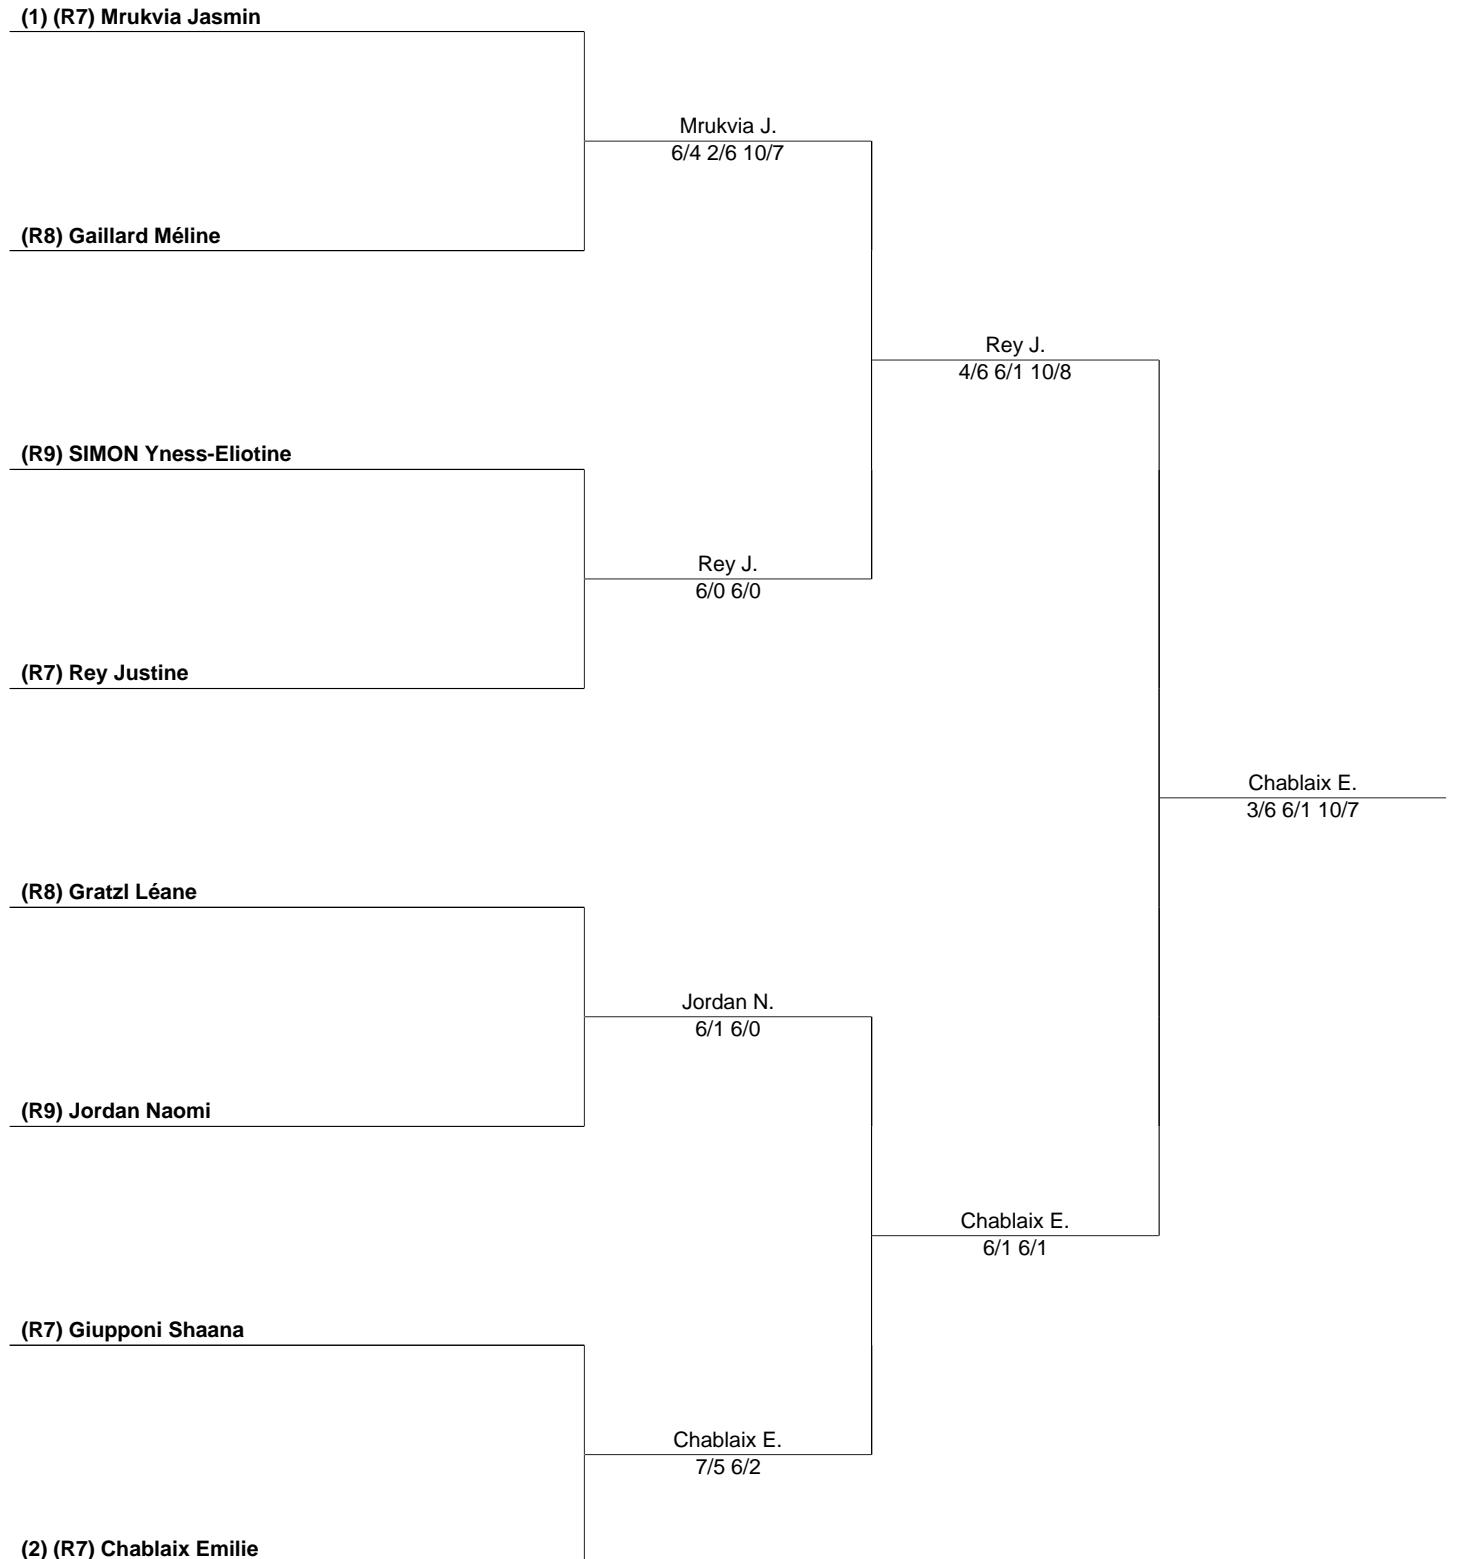 (1) (R7) Mrukvia Jasmin
Mrukvia J.
6/4 2/6 10/7
(R8) Gaillard Méline
Rey J.
4/6 6/1 10/8
(R9) SIMON Yness-Eliotine
Rey J.
6/0 6/0
(R7) Rey Justine
Chablaix E.
3/6 6/1 10/7
(R8) Gratzl Léane
Jordan N.
6/1 6/0
(R9) Jordan Naomi
Chablaix E.
6/1 6/1
(R7) Giupponi Shaana
Chablaix E.
7/5 6/2
(2) (R7) Chablaix Emilie